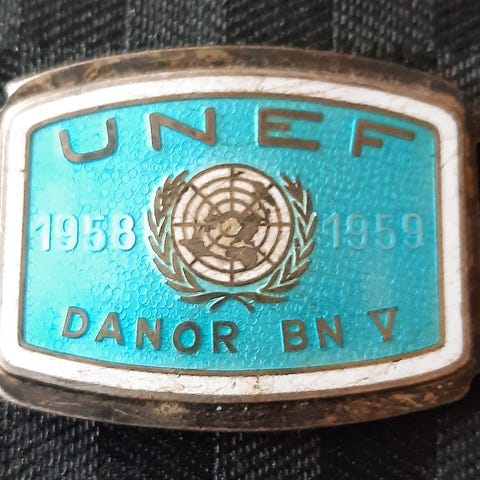 UNEF
1958 1959
DANOR BN V